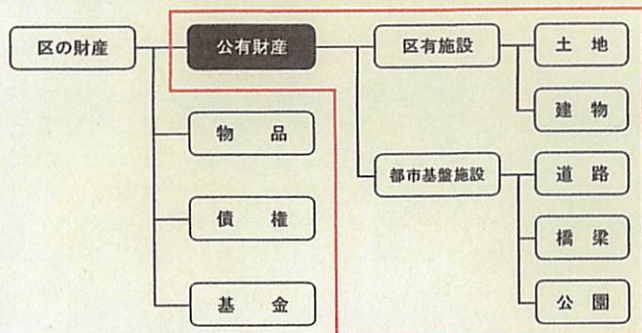 区の財産
公有財産
区有施設
土地
建物
物品
都市基盤施設
道路
債権
橋梁
基金
公園